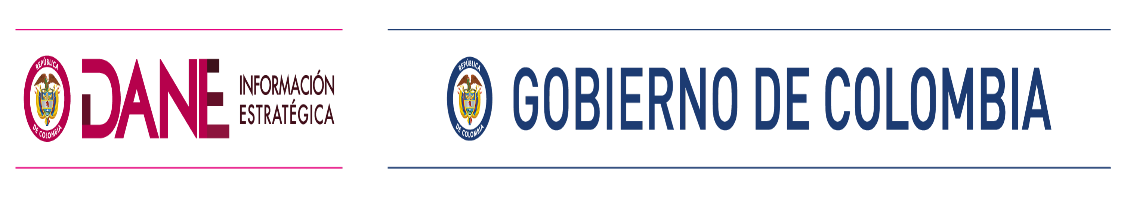 REPÚBLICA
DE COLOMBIA
DANE
INFORMACIÓN
ESTRATÉGICA
REPÚBLICA
DE COLOMBIA
GOBIERNO DE COLOMBIA